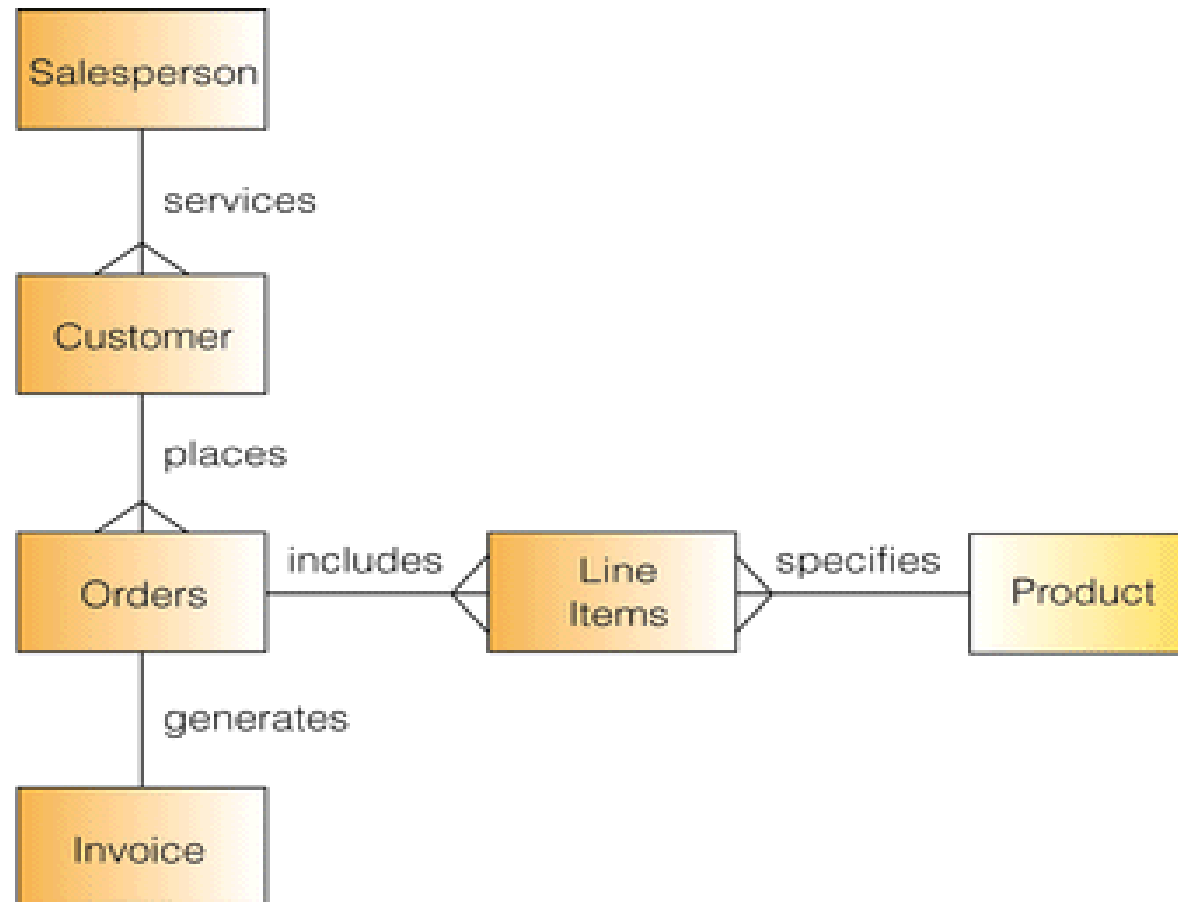 Salesperson
services
Customer
places
Orders
includes
Line
Items
specifies
Product
generates
Invoice